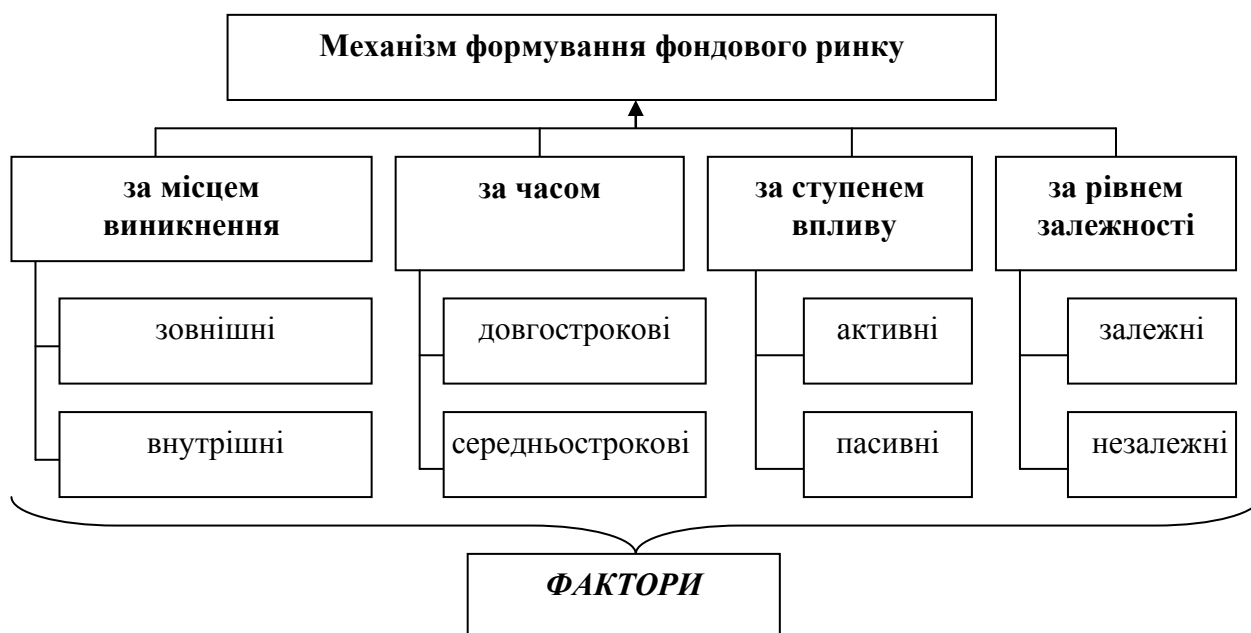 Механізм формування фондового ринку
за місцем
виникнення
за часом
за ступенем
впливу
за рівнем
залежності
зовнішні
довгострокові
активні
залежні
внутрішні
середньострокові
пасивні
незалежні
ФАКТОРИ